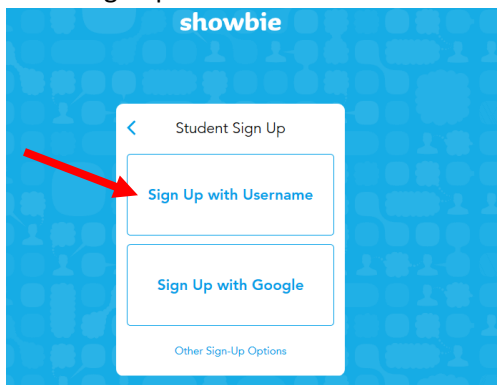 showbie
Student Sign Up
Sign Up with Username
Sign Up with Google
Other Sign-Up Options